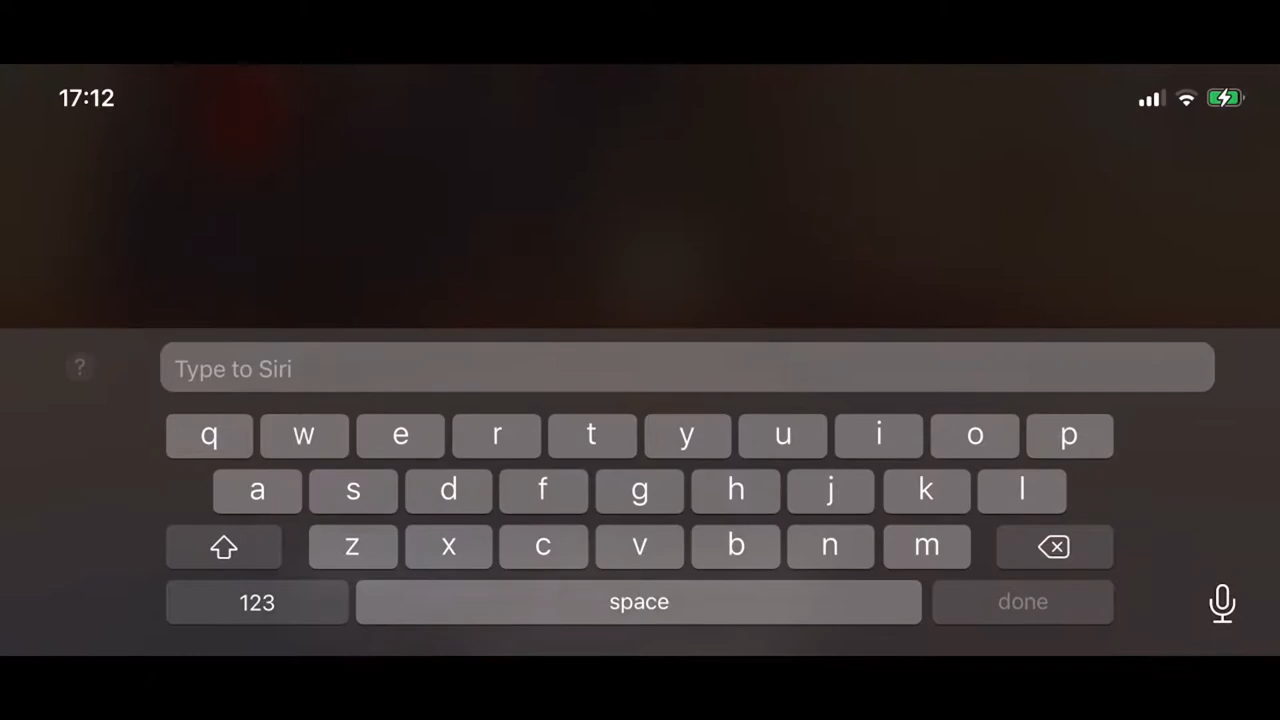 17:12
?
Type to Siri
q w e r t y u i o p
a s d f g h j k l
z x c v b n m
123 space done